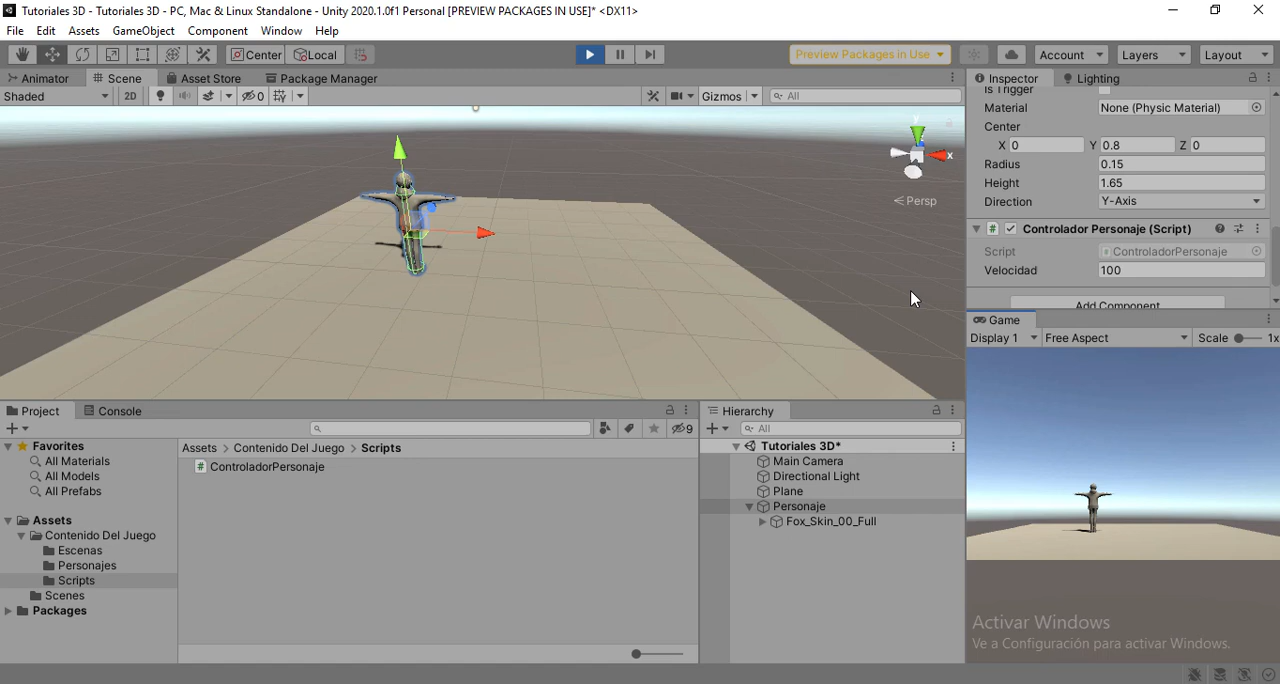 Tutoriales 3D - Tutoriales 3D - PC, Mac & Linux Standalone - Unity 2020.1.0f1 Personal [PREVIEW PACKAGES IN USE]* <DX11>
File Edit Assets GameObject Component Window Help
Center Local Preview Packages in Use Account Layers Layout
Animator Scene Asset Store Package Manager Inspector Lighting
Shaded 2D 0 Gizmos All
Is Trigger
Material None (Physic Material)
Center
X 0 Y 0.8 Z 0
Radius 0.15
Height 1.65
Direction Y-Axis
y
x
Persp
Controlador Personaje (Script)
Script ControladorPersonaje
Velocidad 100
Add Component
Game
Display 1 Free Aspect Scale 1x
Project Console
9
Favorites
All Materials
All Models
All Prefabs
Assets
Contenido Del Juego
Escenas
Personajes
Scripts
Scenes
Packages
Assets > Contenido Del Juego > Scripts
ControladorPersonaje
Hierarchy
All
Tutoriales 3D*
Main Camera
Directional Light
Plane
Personaje
Fox_Skin_00_Full
Activar Windows
Ve a Configuración para activar Windows.